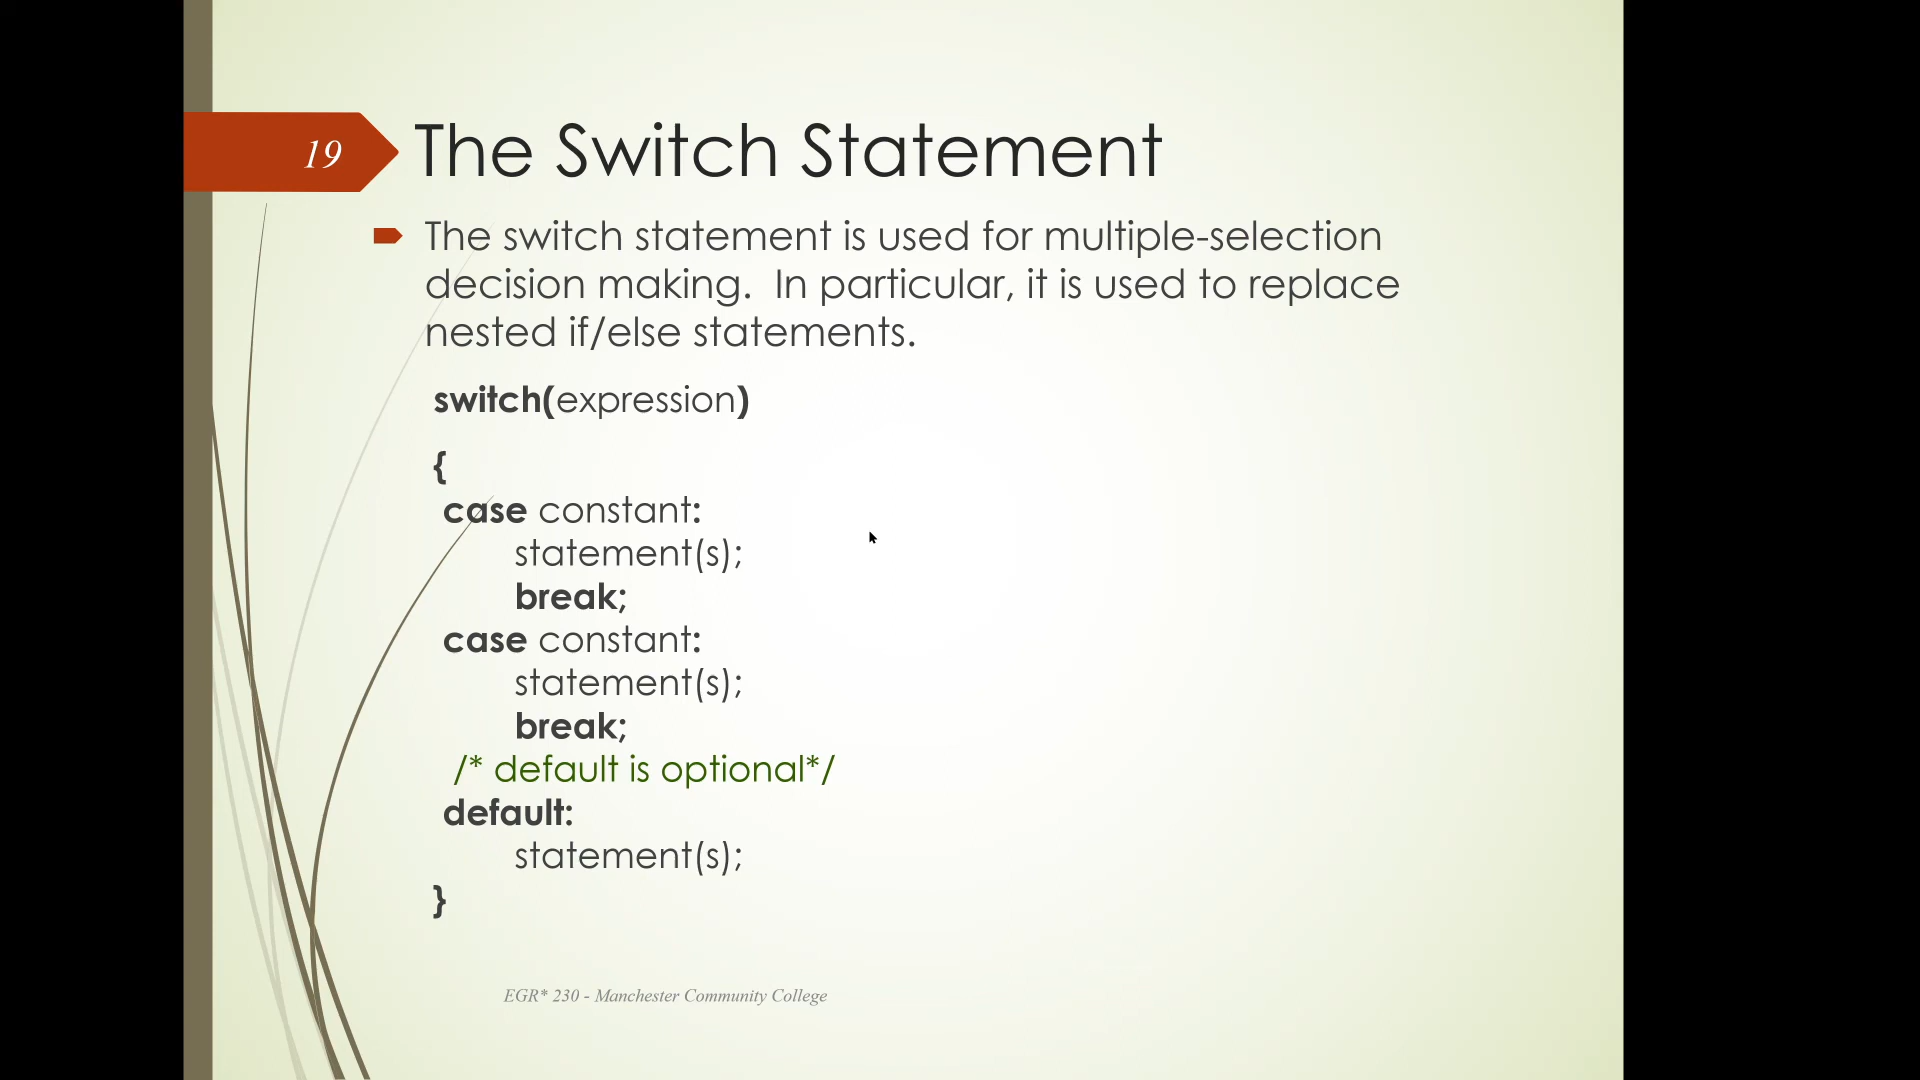 19
The Switch Statement
The switch statement is used for multiple-selection
decision making.  In particular, it is used to replace
nested if/else statements.
switch(expression)
{
case constant:
statement(s);
break;
case constant:
statement(s);
break;
/* default is optional*/
default:
statement(s);
}
EGR* 230 - Manchester Community College